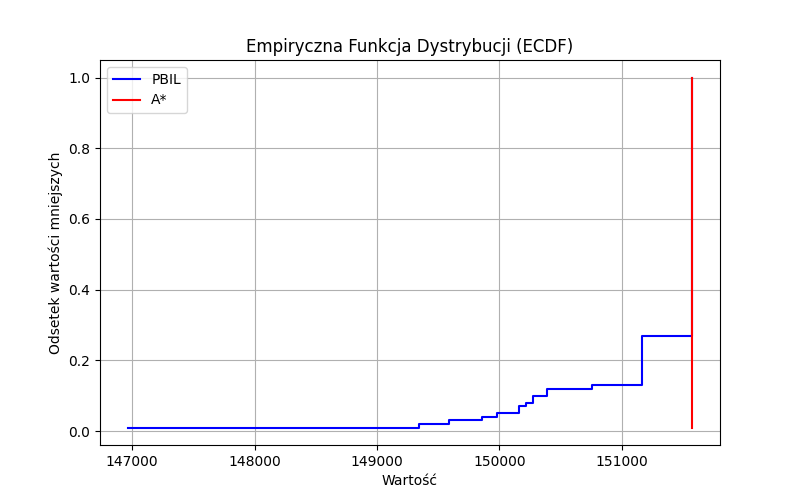 Empiryczna Funkcja Dystrybucji (ECDF)
PBIL
A*
Odsetek wartości mniejszych
1.0
0.8
0.6
0.4
0.2
0.0
147000 148000 149000 150000 151000
Wartość